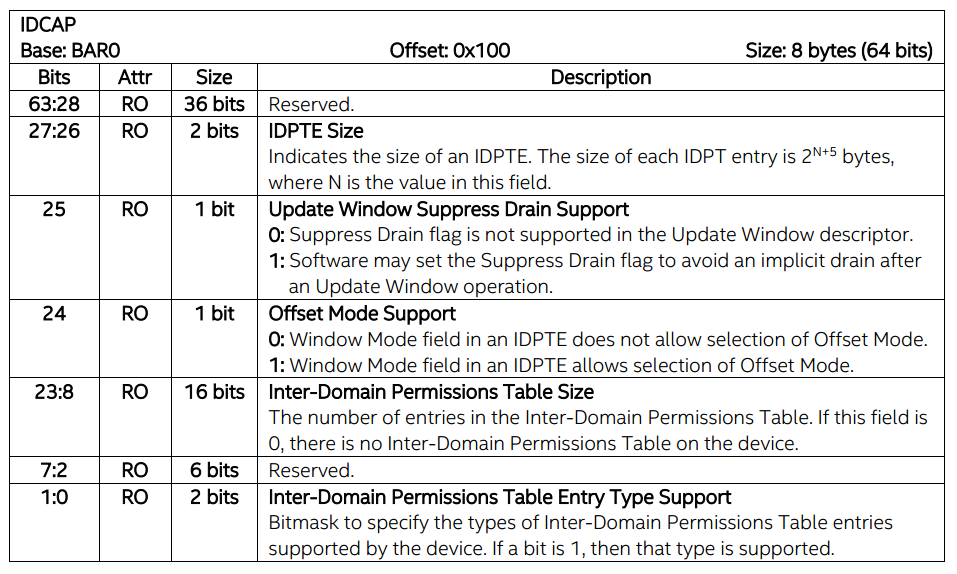 IDCAP
Base: BAR0 Offset: 0x100 Size: 8 bytes (64 bits)
Bits Attr Size Description
63:28 RO 36 bits Reserved.
27:26 RO 2 bits IDPTE Size
Indicates the size of an IDPTE. The size of each IDPT entry is 2^N+5 bytes,
where N is the value in this field.
25 RO 1 bit Update Window Suppress Drain Support
0: Suppress Drain flag is not supported in the Update Window descriptor.
1: Software may set the Suppress Drain flag to avoid an implicit drain after
an Update Window operation.
24 RO 1 bit Offset Mode Support
0: Window Mode field in an IDPTE does not allow selection of Offset Mode.
1: Window Mode field in an IDPTE allows selection of Offset Mode.
23:8 RO 16 bits Inter-Domain Permissions Table Size
The number of entries in the Inter-Domain Permissions Table. If this field is
0, there is no Inter-Domain Permissions Table on the device.
7:2 RO 6 bits Reserved.
1:0 RO 2 bits Inter-Domain Permissions Table Entry Type Support
Bitmask to specify the types of Inter-Domain Permissions Table entries
supported by the device. If a bit is 1, then that type is supported.